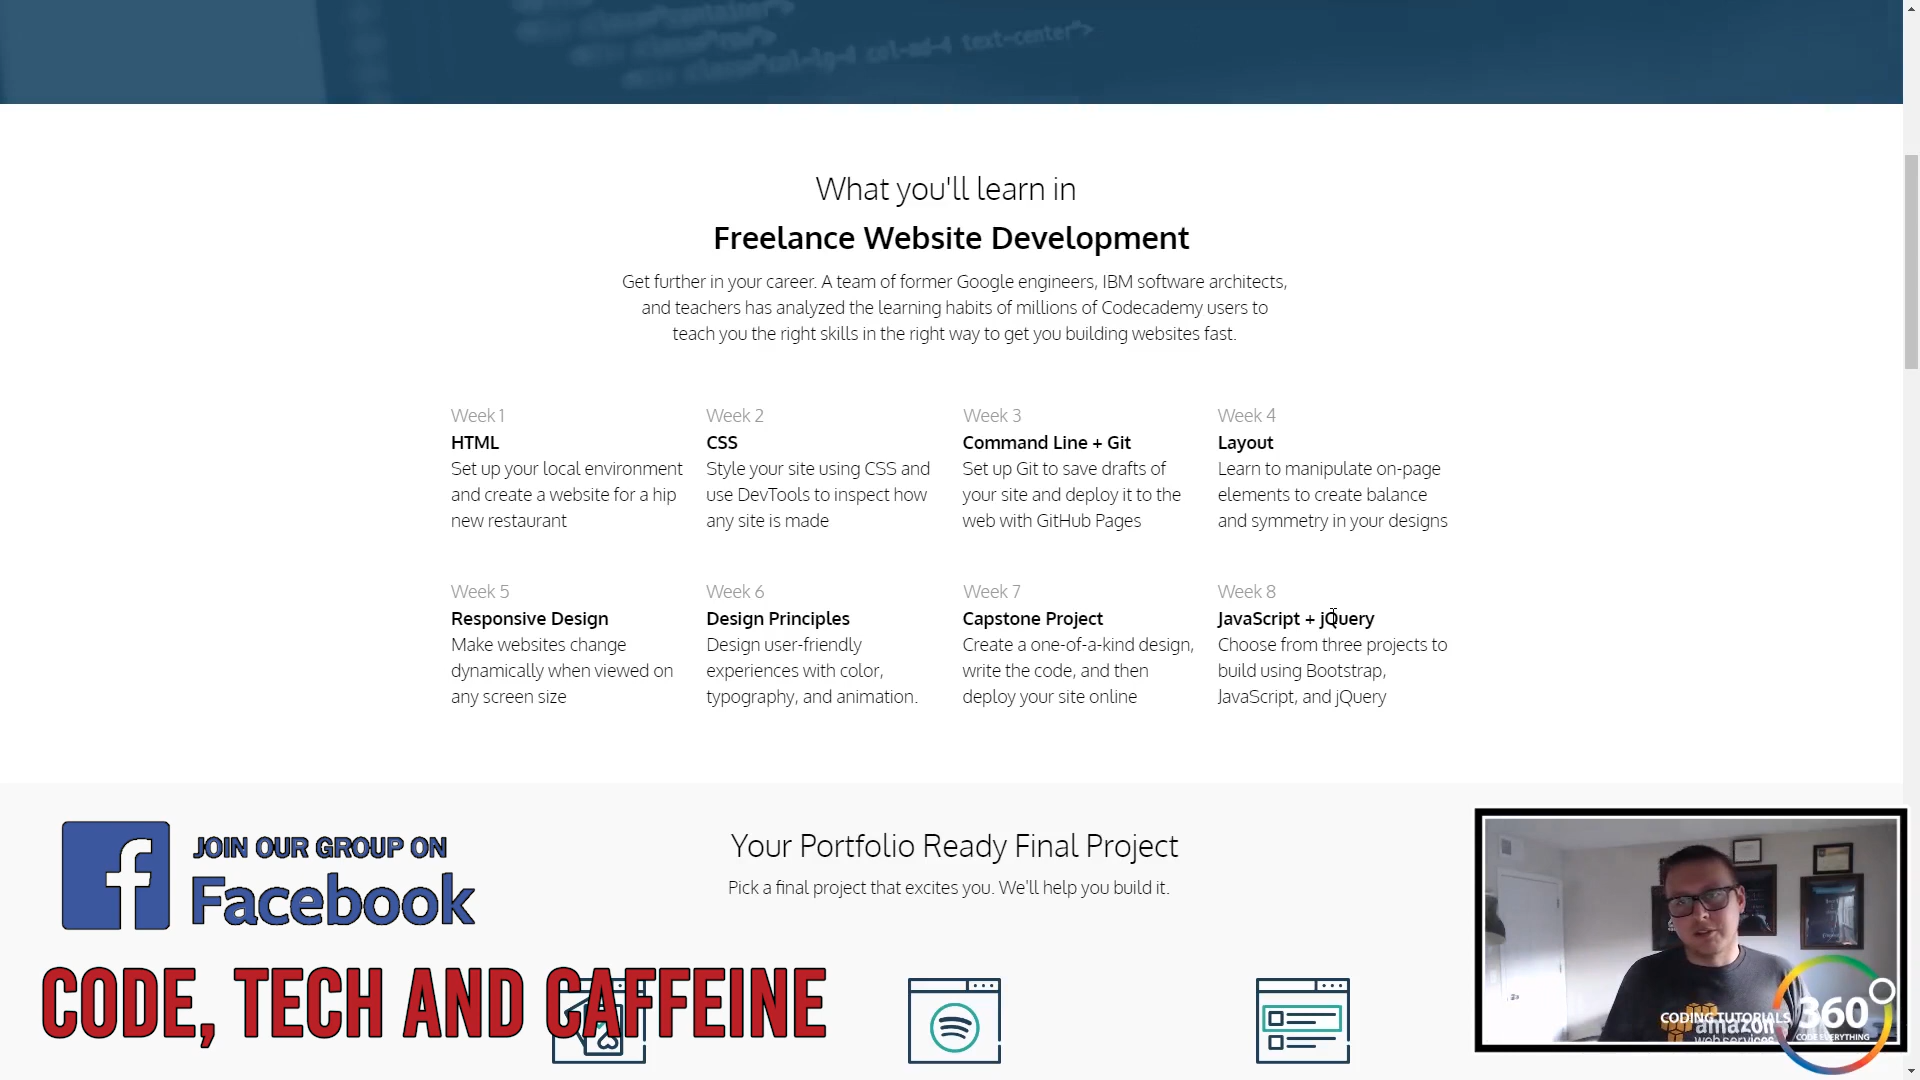 col-md-4 text-center">
What you'll learn in
Freelance Website Development
Get further in your career. A team of former Google engineers, IBM software architects,
and teachers has analyzed the learning habits of millions of Codecademy users to
teach you the right skills in the right way to get you building websites fast.
Week 1
HTML
Set up your local environment
and create a website for a hip
new restaurant
Week 2
CSS
Style your site using CSS and
use DevTools to inspect how
any site is made
Week 3
Command Line + Git
Set up Git to save drafts of
your site and deploy it to the
web with GitHub Pages
Week 4
Layout
Learn to manipulate on-page
elements to create balance
and symmetry in your designs
Week 5
Responsive Design
Make websites change
dynamically when viewed on
any screen size
Week 6
Design Principles
Design user-friendly
experiences with color,
typography, and animation.
Week 7
Capstone Project
Create a one-of-a-kind design,
write the code, and then
deploy your site online
Week 8
JavaScript + jQuery
Choose from three projects to
build using Bootstrap,
JavaScript, and jQuery
Your Portfolio Ready Final Project
Pick a final project that excites you. We'll help you build it.
JOIN OUR GROUP ON
Facebook
CODE, TECH AND CAFFEINE
CODING TUTORIALS
360
CODE EVERYTHING
amazon
web services